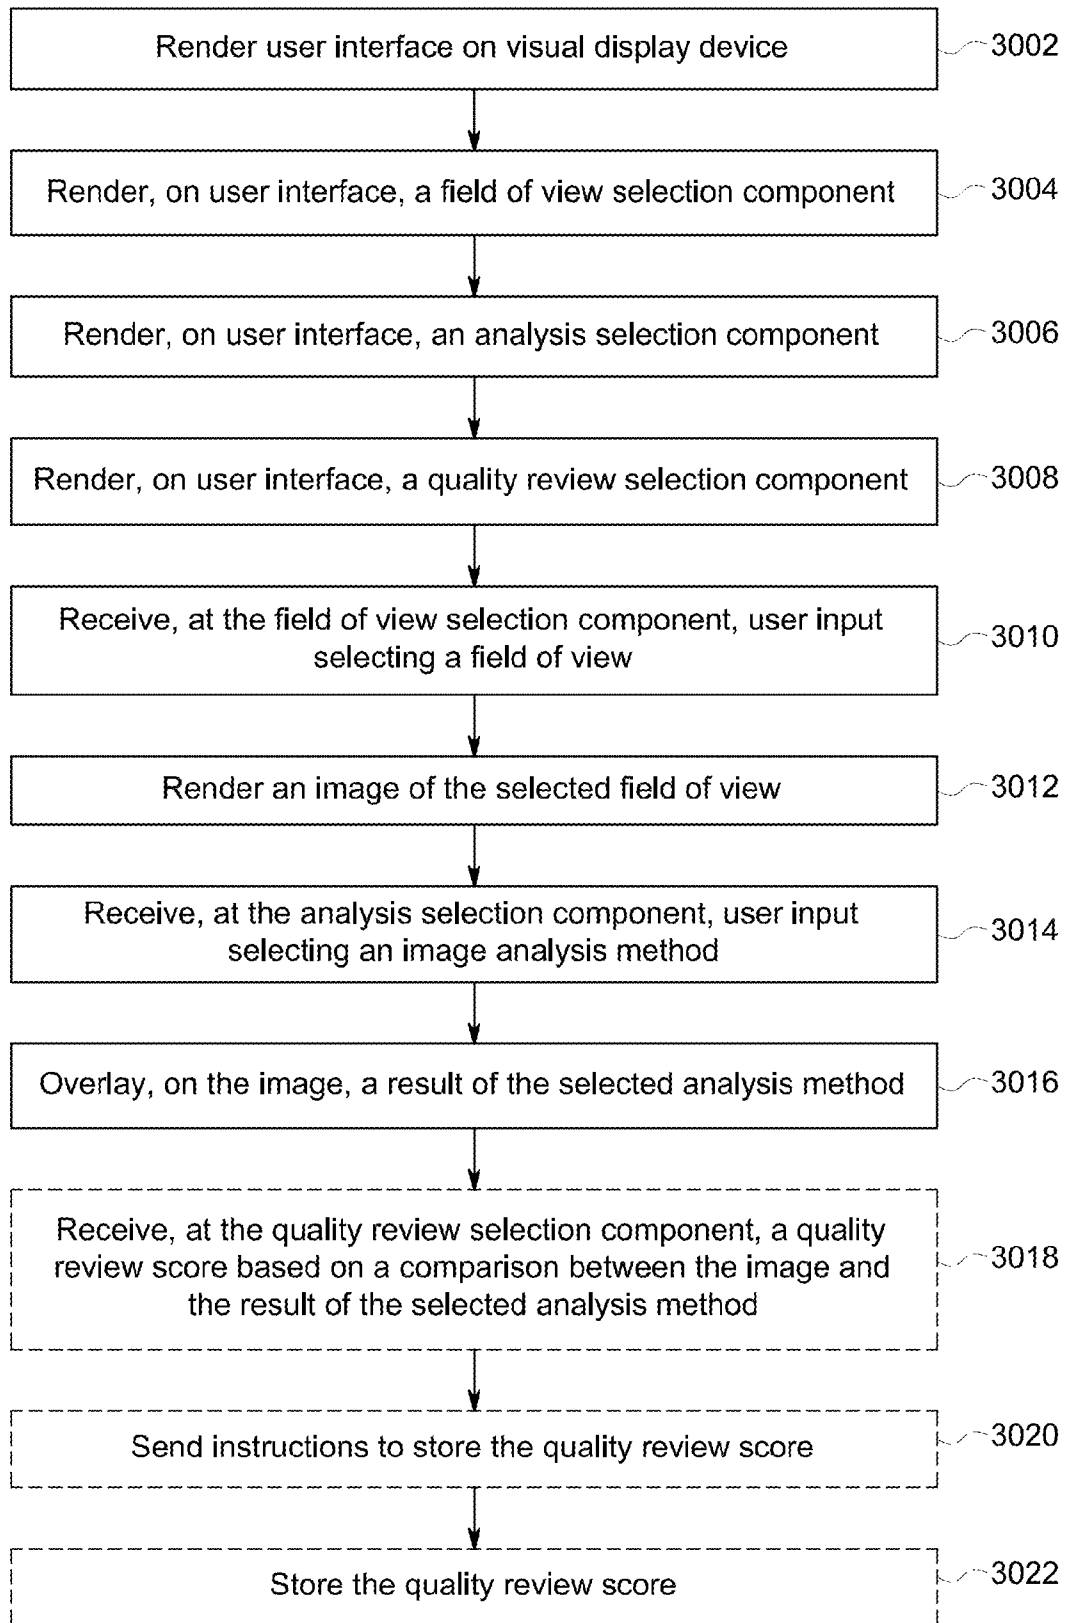 Render user interface on visual display device
3002
Render, on user interface, a field of view selection component
3004
Render, on user interface, an analysis selection component
3006
Render, on user interface, a quality review selection component
3008
Receive, at the field of view selection component, user input
selecting a field of view
3010
Render an image of the selected field of view
3012
Receive, at the analysis selection component, user input
selecting an image analysis method
3014
Overlay, on the image, a result of the selected analysis method
3016
Receive, at the quality review selection component, a quality
review score based on a comparison between the image and
the result of the selected analysis method
3018
Send instructions to store the quality review score
3020
Store the quality review score
3022